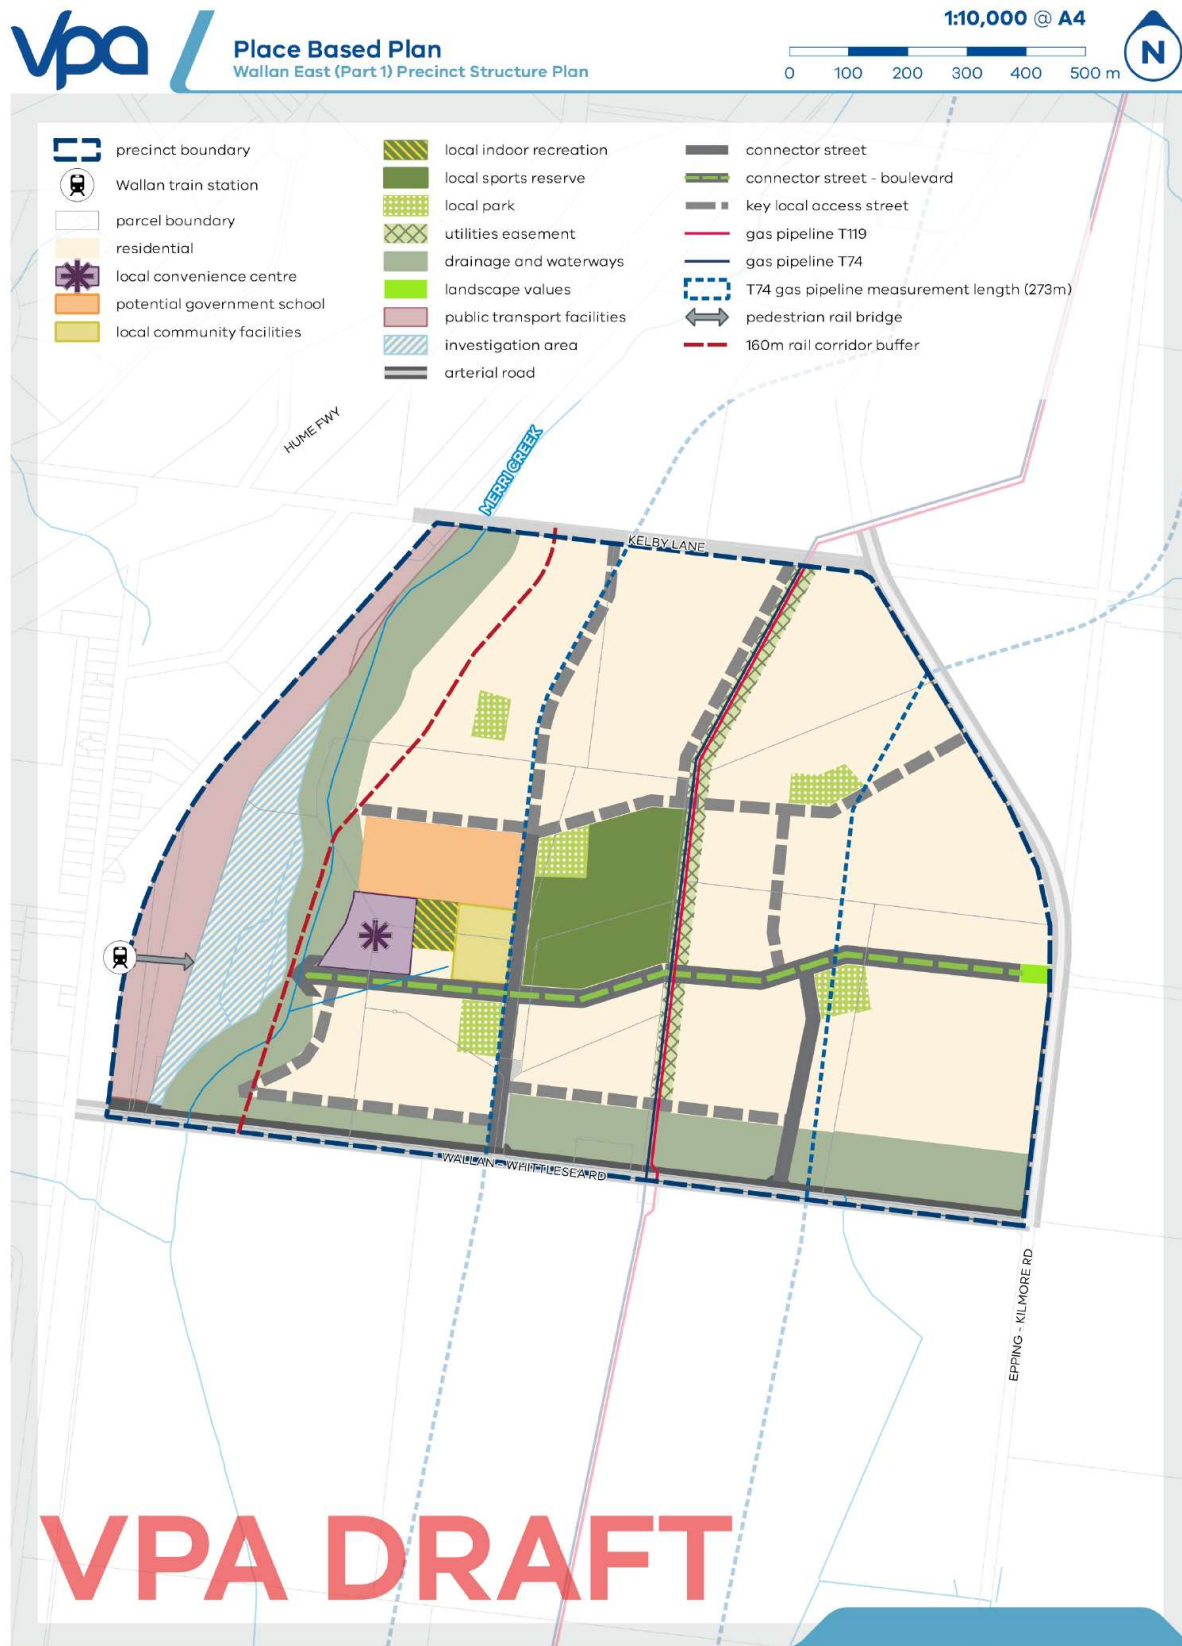 vpa
Place Based Plan
Wallan East (Part 1) Precinct Structure Plan
1:10,000 @ A4
0 100 200 300 400 500 m
N
precinct boundary
Wallan train station
parcel boundary
residential
local convenience centre
potential government school
local community facilities
local indoor recreation
local sports reserve
local park
utilities easement
drainage and waterways
landscape values
public transport facilities
investigation area
arterial road
connector street
connector street - boulevard
key local access street
gas pipeline T119
gas pipeline T74
T74 gas pipeline measurement length (273m)
pedestrian rail bridge
160m rail corridor buffer
HUME FWY
MERRI CREEK
KELBY LANE
WALLAN - WHITTLESEA RD
EPPING - KILMORE RD
VPA DRAFT